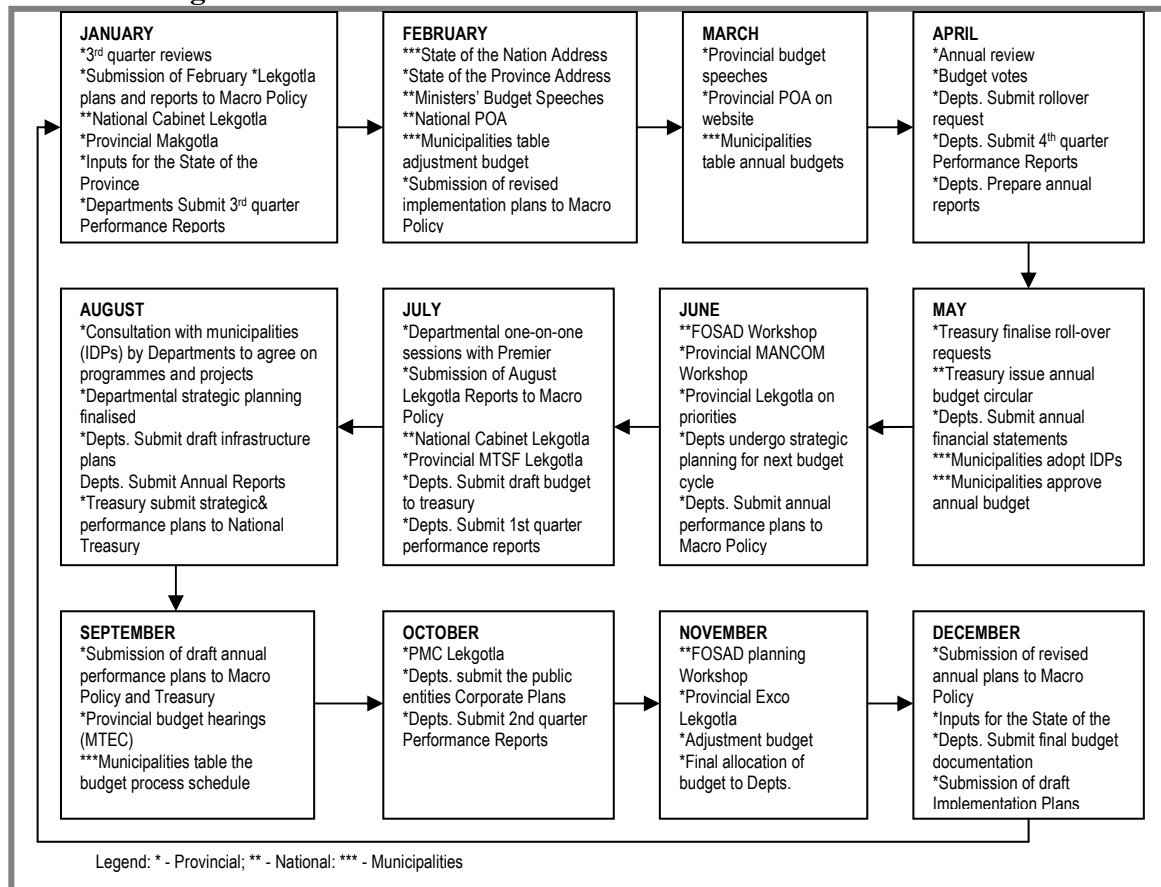 JANUARY
*3rd quarter reviews
*Submission of February *Lekgotla
plans and reports to Macro Policy
**National Cabinet Lekgotla
*Provincial Makgotla
*Inputs for the State of the
Province
*Departments Submit 3rd quarter
Performance Reports
FEBRUARY
***State of the Nation Address
*State of the Province Address
**Ministers' Budget Speeches
**National POA
***Municipalities table
adjustment budget
*Submission of revised
implementation plans to Macro
Policy
MARCH
*Provincial budget
speeches
*Provincial POA on
website
***Municipalities
table annual budgets
APRIL
*Annual review
*Budget votes
*Depts. Submit rollover
request
*Depts. Submit 4th quarter
Performance Reports
*Depts. Prepare annual
reports
MAY
*Treasury finalise roll-over
requests
**Treasury issue annual
budget circular
*Depts. Submit annual
financial statements
***Municipalities adopt IDPs
***Municipalities approve
annual budget
JUNE
**FOSAD Workshop
*Provincial MANCOM
Workshop
*Provincial Lekgotla on
priorities
*Depts undergo strategic
planning for next budget
cycle
*Depts. Submit annual
performance plans to
Macro Policy
JULY
*Departmental one-on-one
sessions with Premier
*Submission of August
Lekgotla Reports to Macro
Policy
**National Cabinet Lekgotla
*Provincial MTSF Lekgotla
*Depts. Submit draft budget
to treasury
*Depts. Submit 1st quarter
performance reports
AUGUST
*Consultation with municipalities
(IDPs) by Departments to agree on
programmes and projects
*Departmental strategic planning
finalised
*Depts. Submit draft infrastructure
plans
Depts. Submit Annual Reports
*Treasury submit strategic&
performance plans to National
Treasury
SEPTEMBER
*Submission of draft annual
performance plans to Macro
Policy and Treasury
*Provincial budget hearings
(MTEC)
***Municipalities table the
budget process schedule
OCTOBER
*PMC Lekgotla
*Depts. submit the public
entities Corporate Plans
*Depts. Submit 2nd quarter
Performance Reports
NOVEMBER
**FOSAD planning
Workshop
*Provincial Exco
Lekgotla
*Adjustment budget
*Final allocation of
budget to Depts.
DECEMBER
*Submission of revised
annual plans to Macro
Policy
*Inputs for the State of the
*Depts. Submit final budget
documentation
*Submission of draft
Implementation Plans
Legend: * - Provincial; ** - National: *** - Municipalities